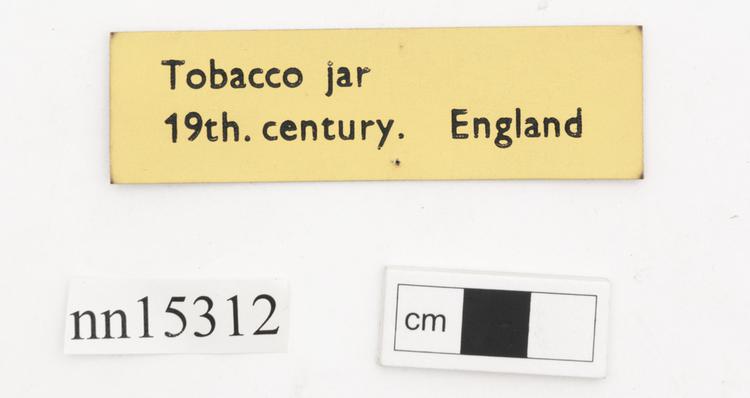 Tobacco jar
19th. century. England
nn15312
cm